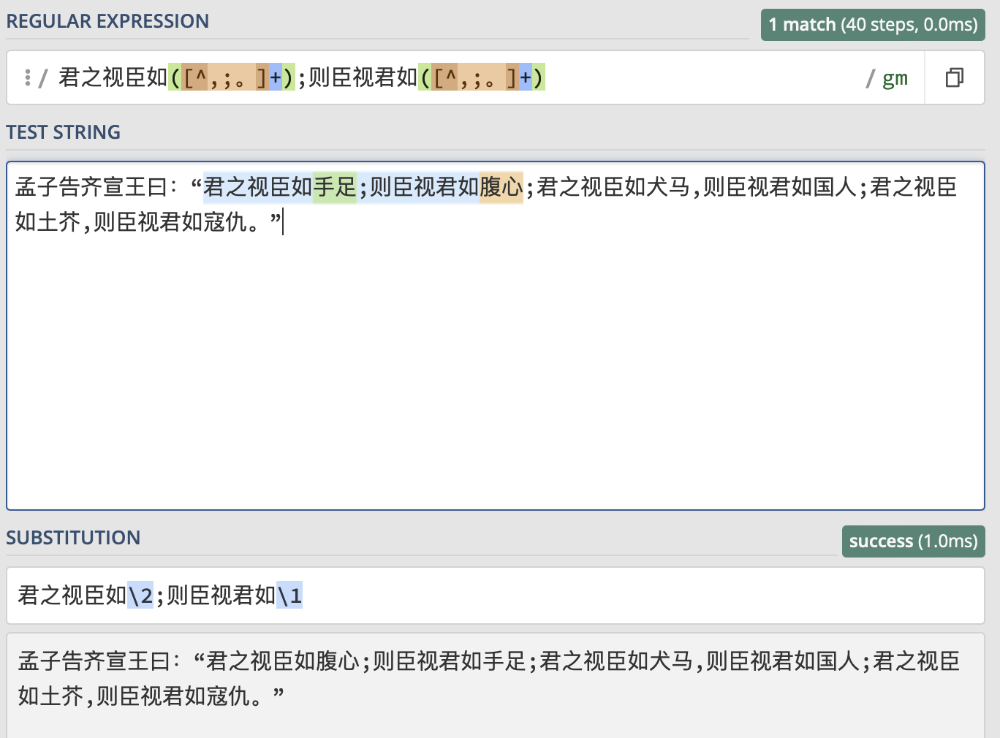 REGULAR EXPRESSION
1 match (40 steps, 0.0ms)
/ 君之视臣如([^,;。]+);则臣视君如([^,;。]+) / gm
TEST STRING
孟子告齐宣王曰：“君之视臣如手足;则臣视君如腹心;君之视臣如犬马,则臣视君如国人;君之视臣
如土芥,则臣视君如寇仇。”
SUBSTITUTION
success (1.0ms)
君之视臣如\2;则臣视君如\1
孟子告齐宣王曰：“君之视臣如腹心;则臣视君如手足;君之视臣如犬马,则臣视君如国人;君之视臣
如土芥,则臣视君如寇仇。”